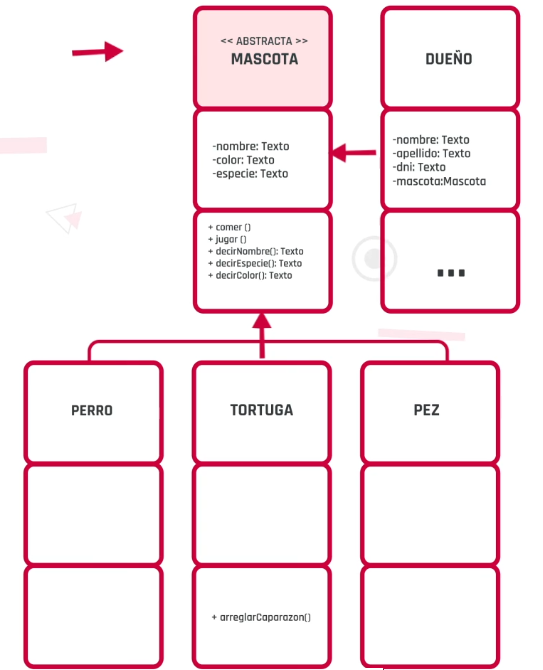 << ABSTRACTA >>
MASCOTA
-nombre: Texto
-color: Texto
-especie: Texto
+ comer ()
+ jugar ()
+ decirNombre(): Texto
+ decirEspecie(): Texto
+ decirColor(): Texto
DUEÑO
-nombre: Texto
-apellido: Texto
-dni: Texto
-mascota:Mascota
...
PERRO
TORTUGA
+ arreglarCaparazon()
PEZ